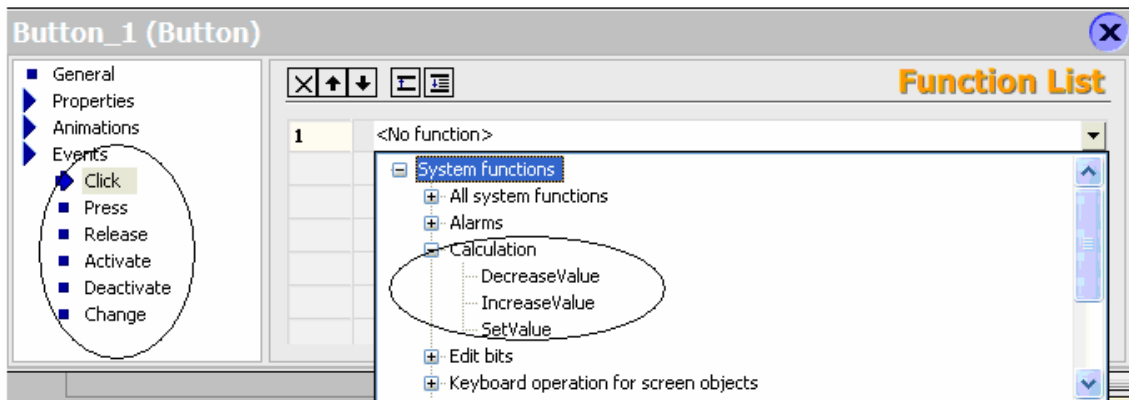 Button_1 (Button)
General
Properties
Animations
Events
Click
Press
Release
Activate
Deactivate
Change
Function List
1 <No function>
System functions
All system functions
Alarms
Calculation
DecreaseValue
IncreaseValue
SetValue
Edit bits
Keyboard operation for screen objects